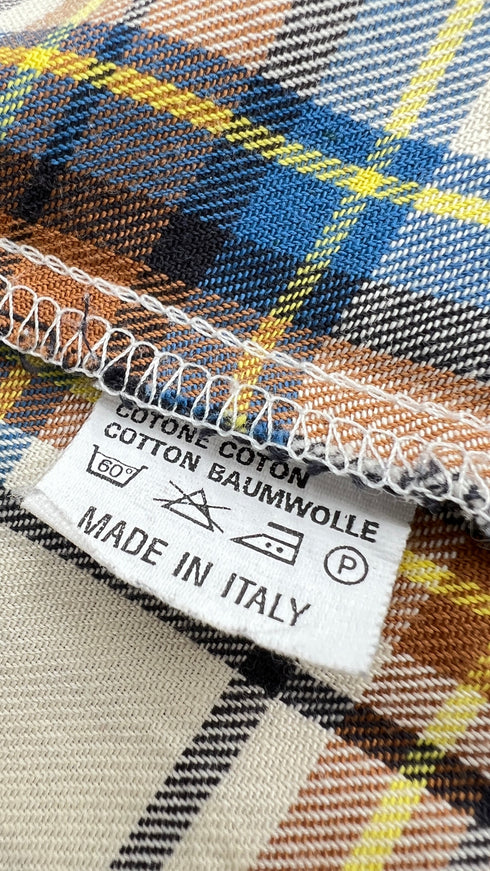 COTONE COTON
COTTON BAUMWOLLE
60° P
MADE IN ITALY